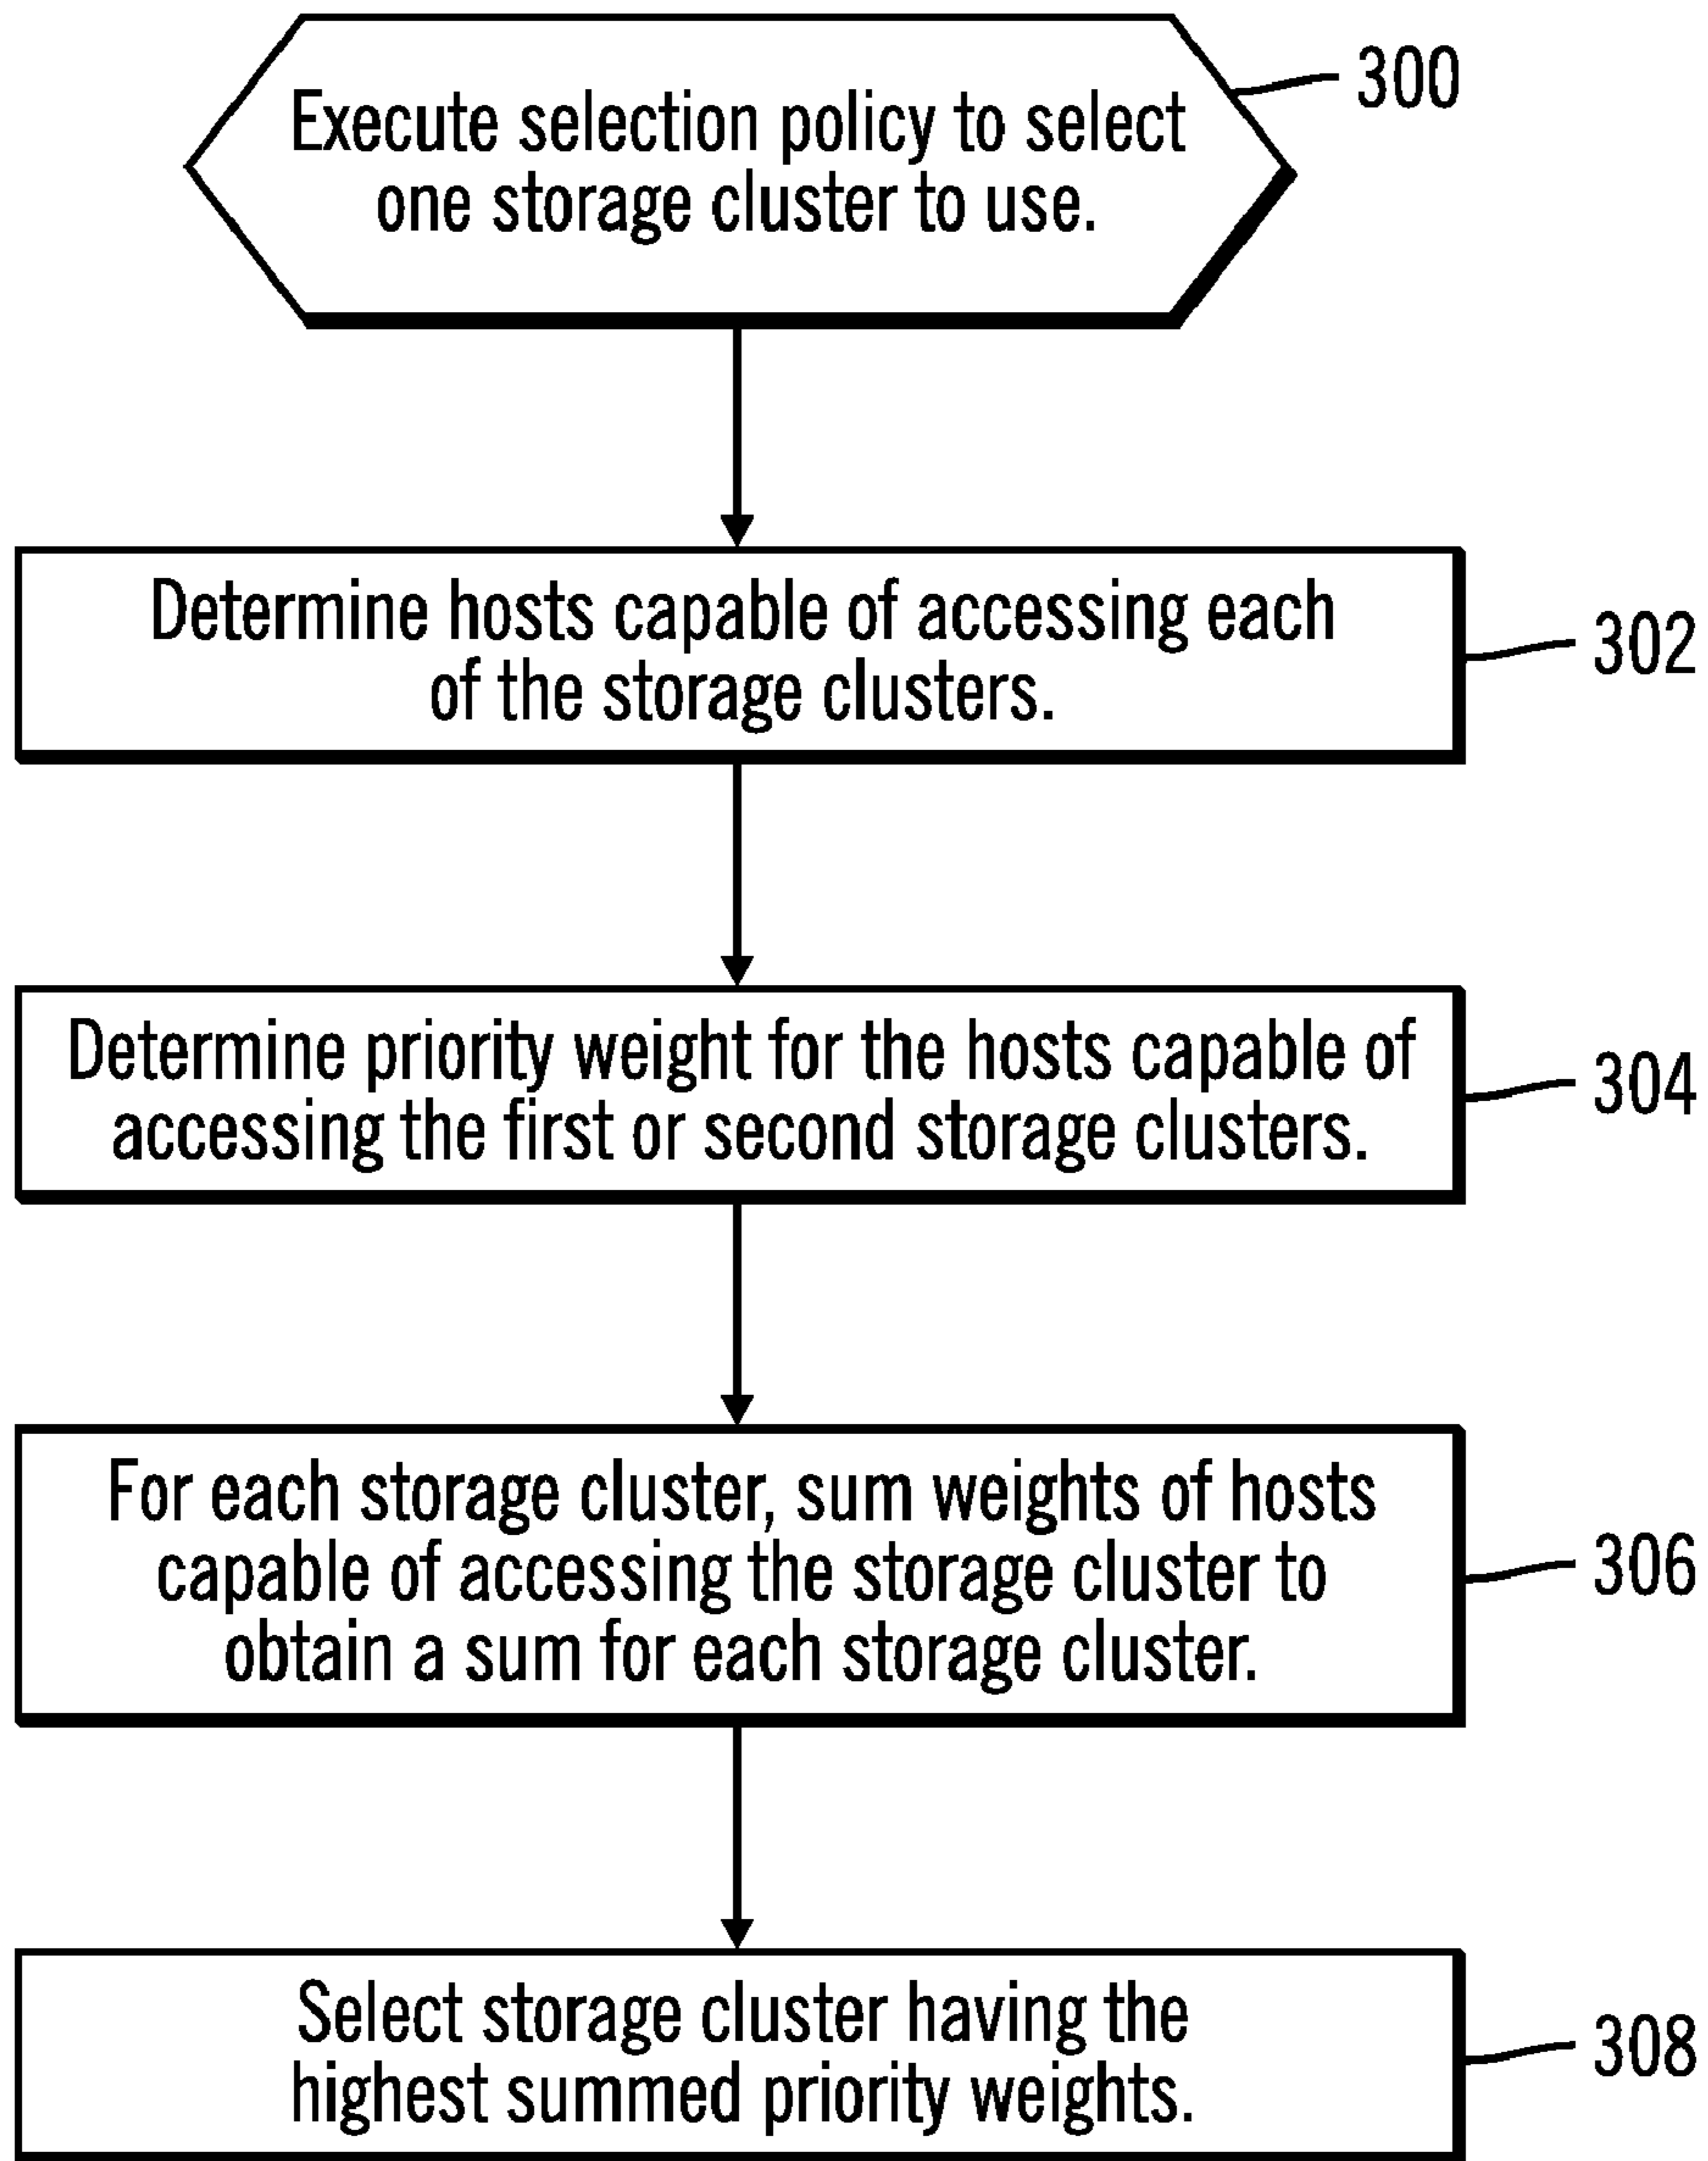 300
Execute selection policy to select
one storage cluster to use.
Determine hosts capable of accessing each
of the storage clusters.
302
Determine priority weight for the hosts capable of
accessing the first or second storage clusters.
304
For each storage cluster, sum weights of hosts
capable of accessing the storage cluster to
obtain a sum for each storage cluster.
306
Select storage cluster having the
highest summed priority weights.
308